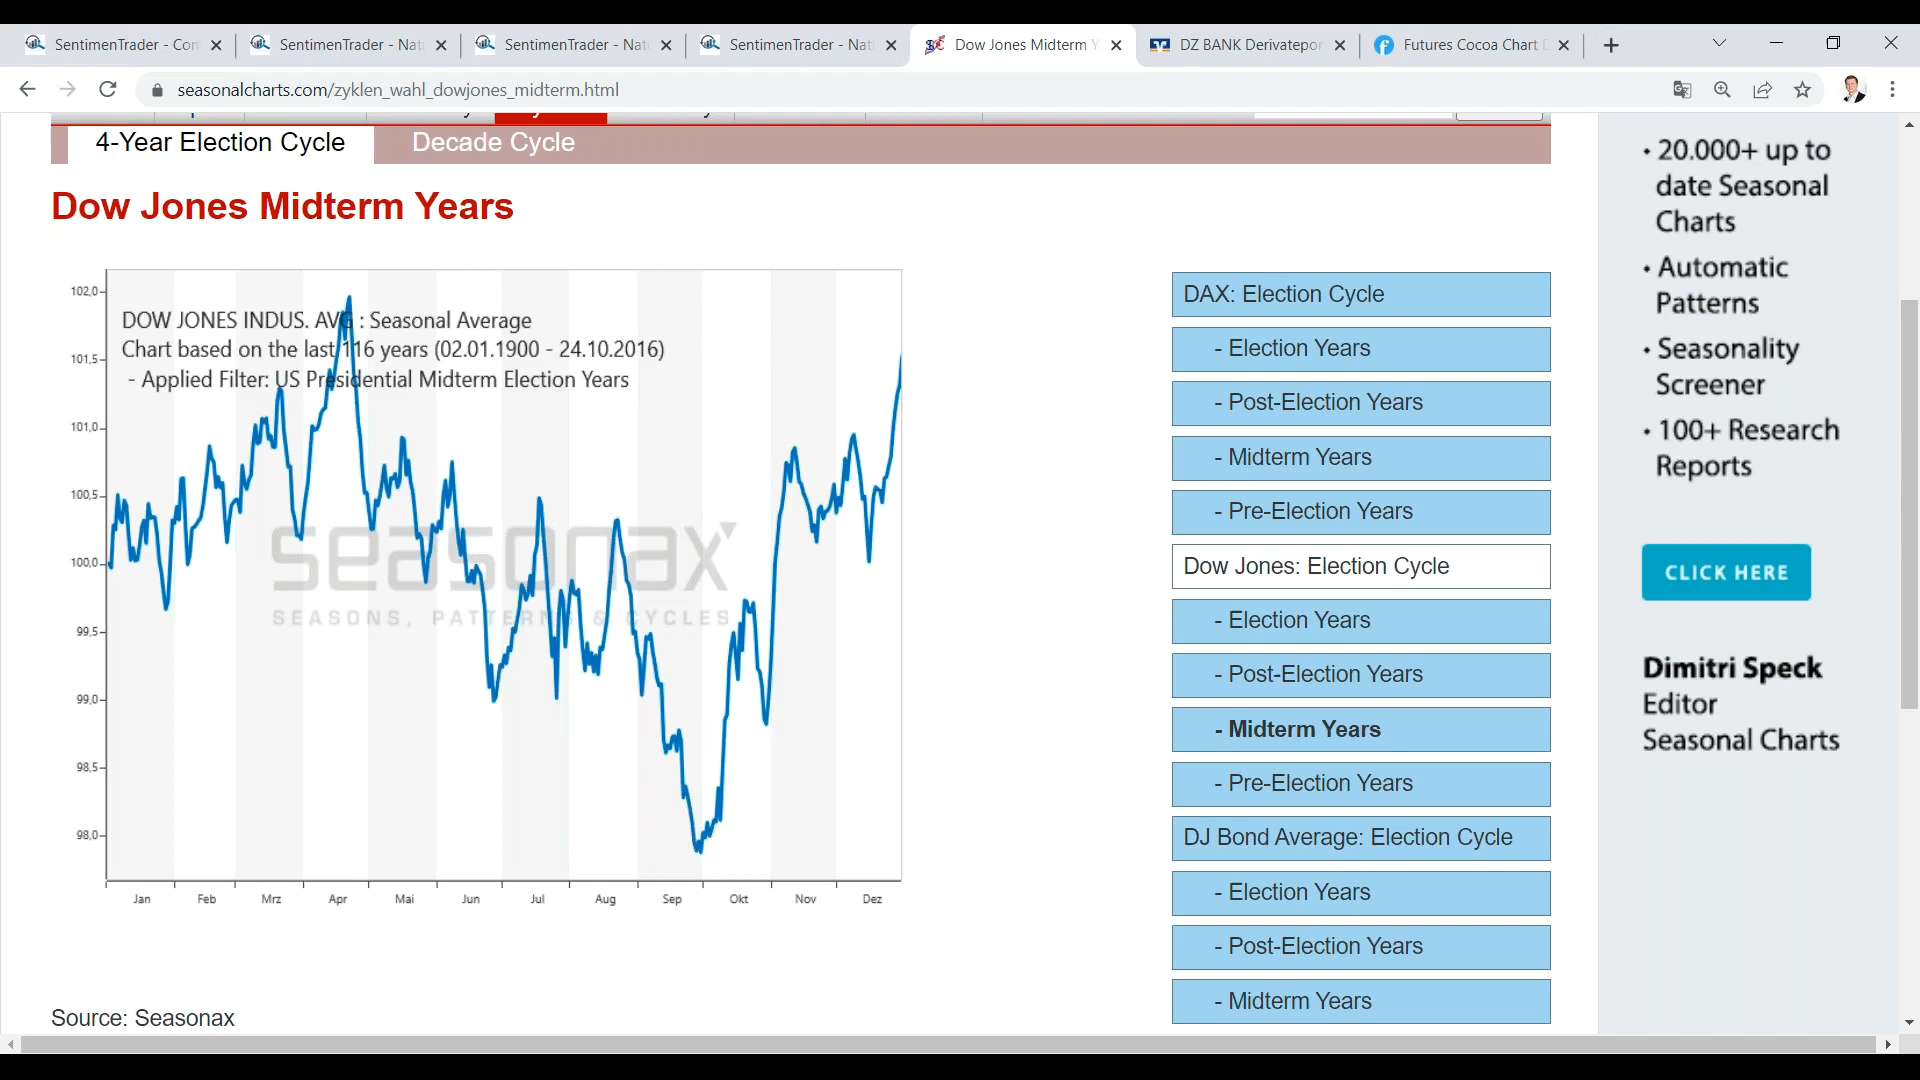 SentimenTrader - Con
SentimenTrader - Nat
SentimenTrader - Nat
SentimenTrader - Nat
Dow Jones Midterm Y
DZ BANK Derivatepor
Futures Cocoa Chart D
seasonalcharts.com/zyklen_wahl_dowjones_midterm.html
4-Year Election Cycle
Decade Cycle
Dow Jones Midterm Years
DOW JONES INDUS. AVG : Seasonal Average
Chart based on the last 116 years (02.01.1900 - 24.10.2016)
- Applied Filter: US Presidential Midterm Election Years
102,0
101,5
101,0
100,5
100,0
99,5
99,0
98,5
98,0
seasonax
SEASONS, PATTERNS & CYCLES
Jan Feb Mrz Apr Mai Jun Jul Aug Sep Okt Nov Dez
Source: Seasonax
DAX: Election Cycle
- Election Years
- Post-Election Years
- Midterm Years
- Pre-Election Years
Dow Jones: Election Cycle
- Election Years
- Post-Election Years
- Midterm Years
- Pre-Election Years
DJ Bond Average: Election Cycle
- Election Years
- Post-Election Years
- Midterm Years
• 20.000+ up to
date Seasonal
Charts
• Automatic
Patterns
• Seasonality
Screener
• 100+ Research
Reports
CLICK HERE
Dimitri Speck
Editor
Seasonal Charts